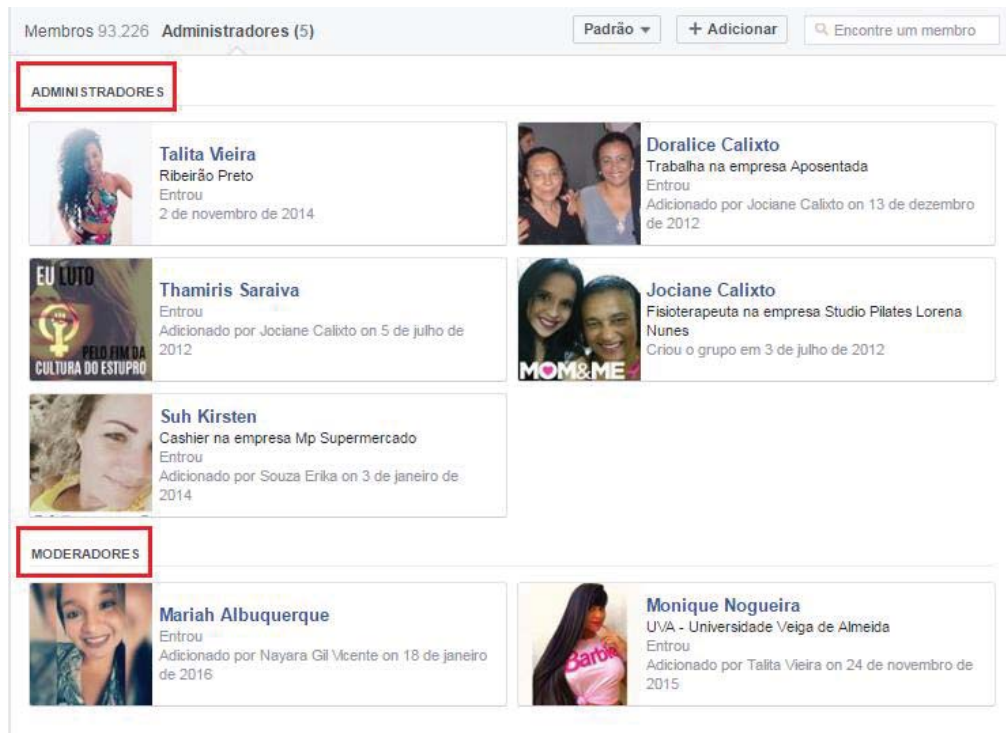 Membros 93.226 Administradores (5) Padrão + Adicionar Encontre um membro
ADMINISTRADORES
Talita Vieira
Ribeirão Preto
Entrou
2 de novembro de 2014
Doralice Calixto
Trabalha na empresa Aposentada
Entrou
Adicionado por Jociane Calixto on 13 de dezembro
de 2012
EU LUTO
PELO FIM DA
CULTURA DO ESTUPRO
Thamiris Saraiva
Entrou
Adicionado por Jociane Calixto on 5 de julho de
2012
MOM&ME
Jociane Calixto
Fisioterapeuta na empresa Studio Pilates Lorena
Nunes
Criou o grupo em 3 de julho de 2012
Suh Kirsten
Cashier na empresa Mp Supermercado
Entrou
Adicionado por Souza Erika on 3 de janeiro de
2014
MODERADORES
Mariah Albuquerque
Entrou
Adicionado por Nayara Gil Vicente on 18 de janeiro
de 2016
Barbie
Monique Nogueira
UVA - Universidade Veiga de Almeida
Entrou
Adicionado por Talita Vieira on 24 de novembro de
2015